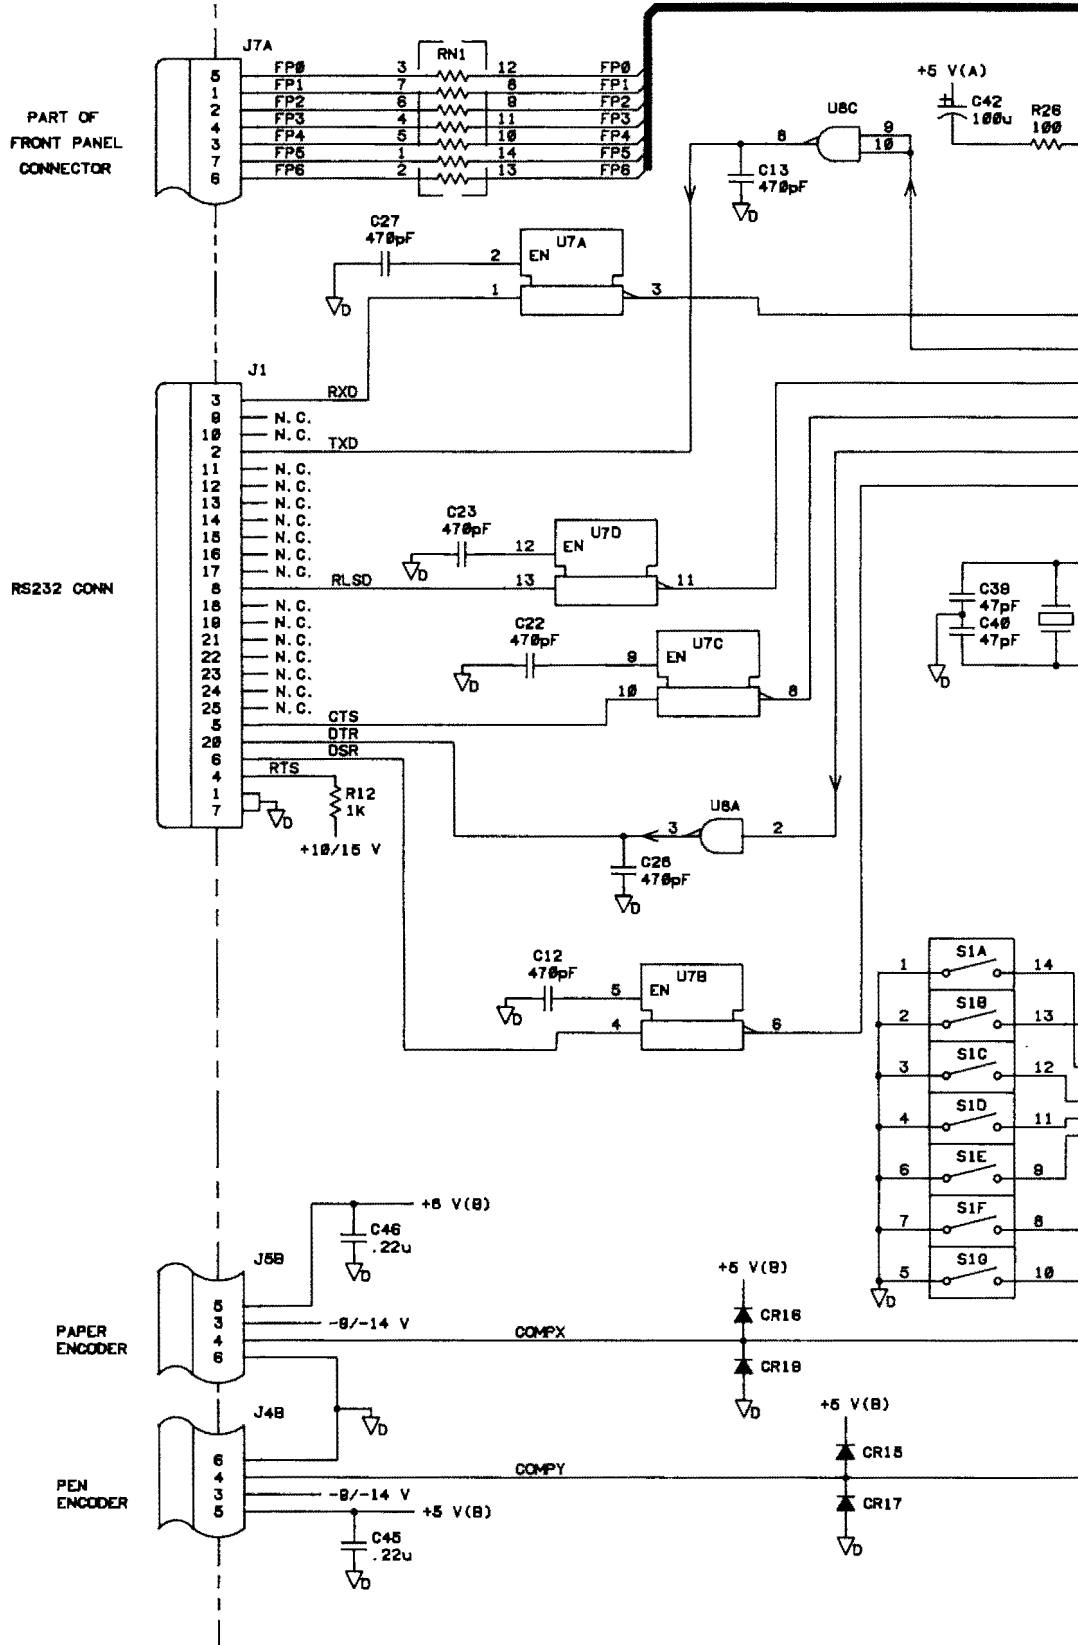 J7A
RN1
5 FPØ 3 12 FPØ
1 FP1 7 8 FP1
2 FP2 6 9 FP2
4 FP3 4 11 FP3
3 FP4 5 10 FP4
7 FP5 1 14 FP5
6 FP6 2 13 FP6
PART OF
FRONT PANEL
CONNECTOR
+5 V(A)
C42
100u
R26
100
U8C
8 9
10
C13
470pF
D
C27
470pF
D
2 EN U7A
1 3
J1
RS232 CONN
3 RXD
9 N.C.
10 N.C.
2 TXD
11 N.C.
12 N.C.
13 N.C.
14 N.C.
15 N.C.
16 N.C.
17 N.C.
8 RLSD
18 N.C.
19 N.C.
21 N.C.
22 N.C.
23 N.C.
24 N.C.
25 N.C.
5 CTS
20 DTR
6 DSR
4 RTS
1
7
D
R12
1K
+10/15 V
C23
470pF
D
12 EN U7D
13 11
C22
470pF
D
9 EN U7C
10 8
C39
47pF
C40
47pF
D
U8A
3 2
C26
470pF
D
C12
470pF
D
5 EN U7B
4 6
1 S1A 14
2 S1B 13
3 S1C 12
4 S1D 11
6 S1E 9
7 S1F 8
5 S1G 10
D
+5 V(B)
C46
.22u
D
J5B
PAPER
ENCODER
5
3 -9/-14 V
4 COMPX
6
D
+5 V(B)
CR16
CR18
D
J4B
PEN
ENCODER
6
4 COMPY
3 -9/-14 V
5 +5 V(B)
C45
.22u
D
+5 V(B)
CR15
CR17
D